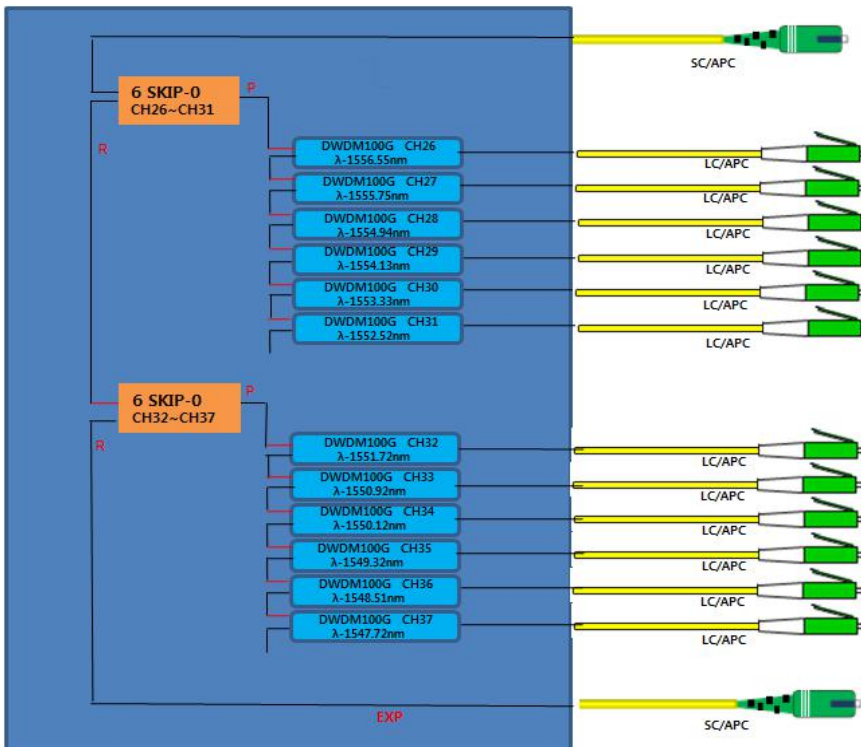 SC/APC
6 SKIP-0
CH26~CH31
P
R
DWDM100G CH26
λ-1556.55nm
LC/APC
DWDM100G CH27
λ-1555.75nm
LC/APC
DWDM100G CH28
λ-1554.94nm
LC/APC
DWDM100G CH29
λ-1554.13nm
LC/APC
DWDM100G CH30
λ-1553.33nm
LC/APC
DWDM100G CH31
λ-1552.52nm
LC/APC
6 SKIP-0
CH32~CH37
P
R
DWDM100G CH32
λ-1551.72nm
LC/APC
DWDM100G CH33
λ-1550.92nm
LC/APC
DWDM100G CH34
λ-1550.12nm
LC/APC
DWDM100G CH35
λ-1549.32nm
LC/APC
DWDM100G CH36
λ-1548.51nm
LC/APC
DWDM100G CH37
λ-1547.72nm
LC/APC
EXP
SC/APC